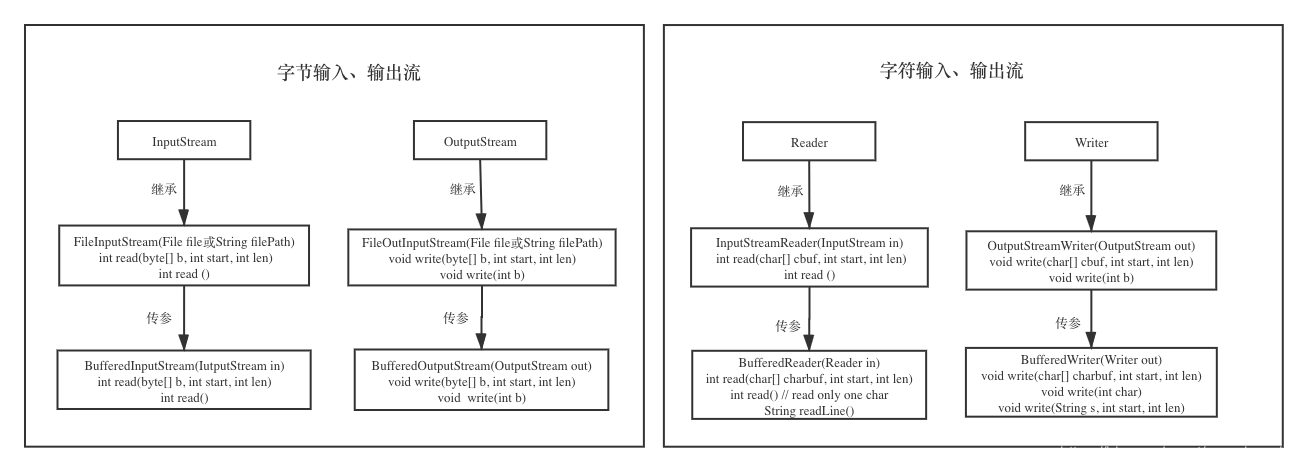 字节输入、输出流
InputStream
OutputStream
继承
继承
FileInputStream(File file或String filePath)
int read(byte[] b, int start, int len)
int read ()
FileOutInputStream(File file或String filePath)
void write(byte[] b, int start, int len)
void write(int b)
传参
传参
BufferedInputStream(IutputStream in)
int read(byte[] b, int start, int len)
int read()
BufferedOutputStream(OutputStream out)
void write(byte[] b, int start, int len)
void  write(int b)
字符输入、输出流
Reader
Writer
继承
继承
InputStreamReader(InputStream in)
int read(char[] cbuf, int start, int len)
int read ()
OutputStreamWriter(OutputStream out)
void write(char[] cbuf, int start, int len)
void write(int b)
传参
传参
BufferedReader(Reader in)
int read(char[] charbuf, int start, int len)
int read() // read only one char
String readLine()
BufferedWriter(Writer out)
void write(char[] charbuf, int start, int len)
void write(int char)
void write(String s, int start, int len)